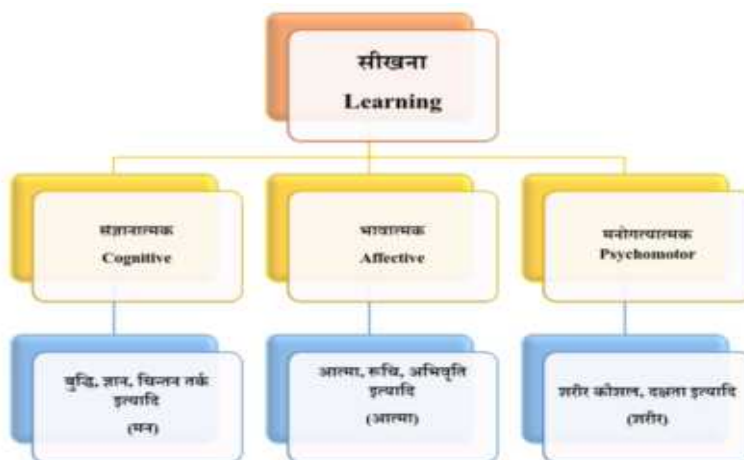 सीखना
Learning
संज्ञानात्मक
Cognitive
भावात्मक
Affective
मनोगत्यात्मक
Psychomotor
बुद्धि, ज्ञान, चिन्तन तर्क
इत्यादि
(मन)
आत्मा, रूचि, अभिवृति
इत्यादि
(आत्मा)
शरीर कौशल, दक्षता इत्यादि
(शरीर)